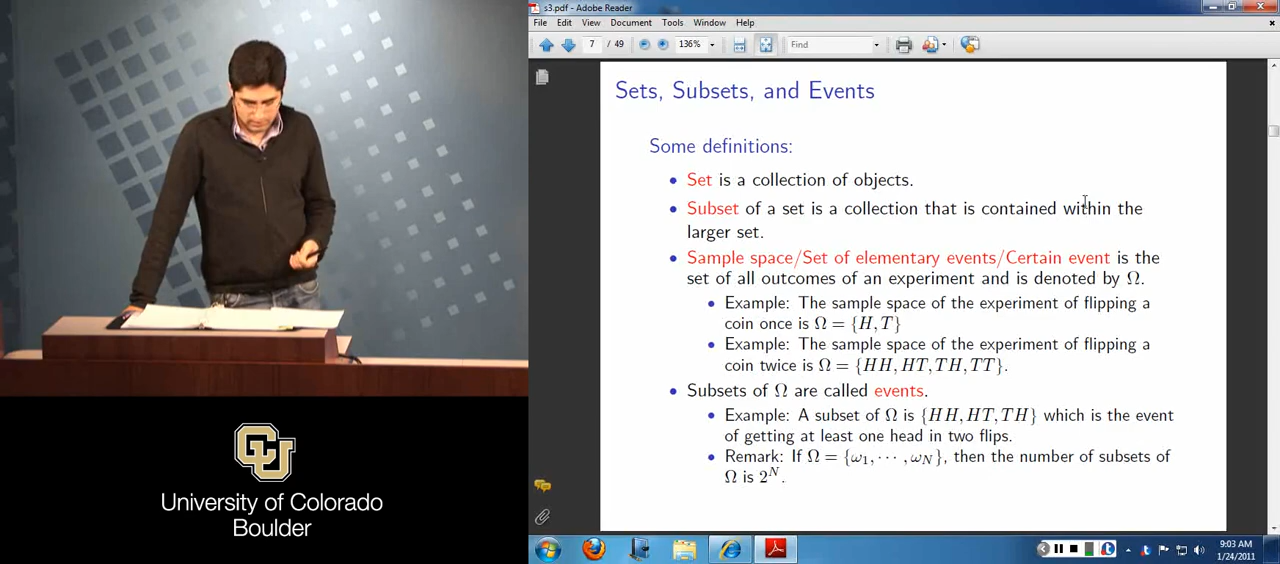 s3.pdf - Adobe Reader
File Edit View Document Tools Window Help
7 / 49 136% Find
Sets, Subsets, and Events
Some definitions:
• Set is a collection of objects.
• Subset of a set is a collection that is contained within the
larger set.
• Sample space/Set of elementary events/Certain event is the
set of all outcomes of an experiment and is denoted by Ω.
• Example: The sample space of the experiment of flipping a
coin once is Ω = {H, T}
• Example: The sample space of the experiment of flipping a
coin twice is Ω = {HH, HT, TH, TT}.
• Subsets of Ω are called events.
• Example: A subset of Ω is {HH, HT, TH} which is the event
of getting at least one head in two flips.
• Remark: If Ω = {ω₁, ⋯ , ω_N}, then the number of subsets of
Ω is 2^N.
CU
University of Colorado
Boulder
9:03 AM
1/24/2011